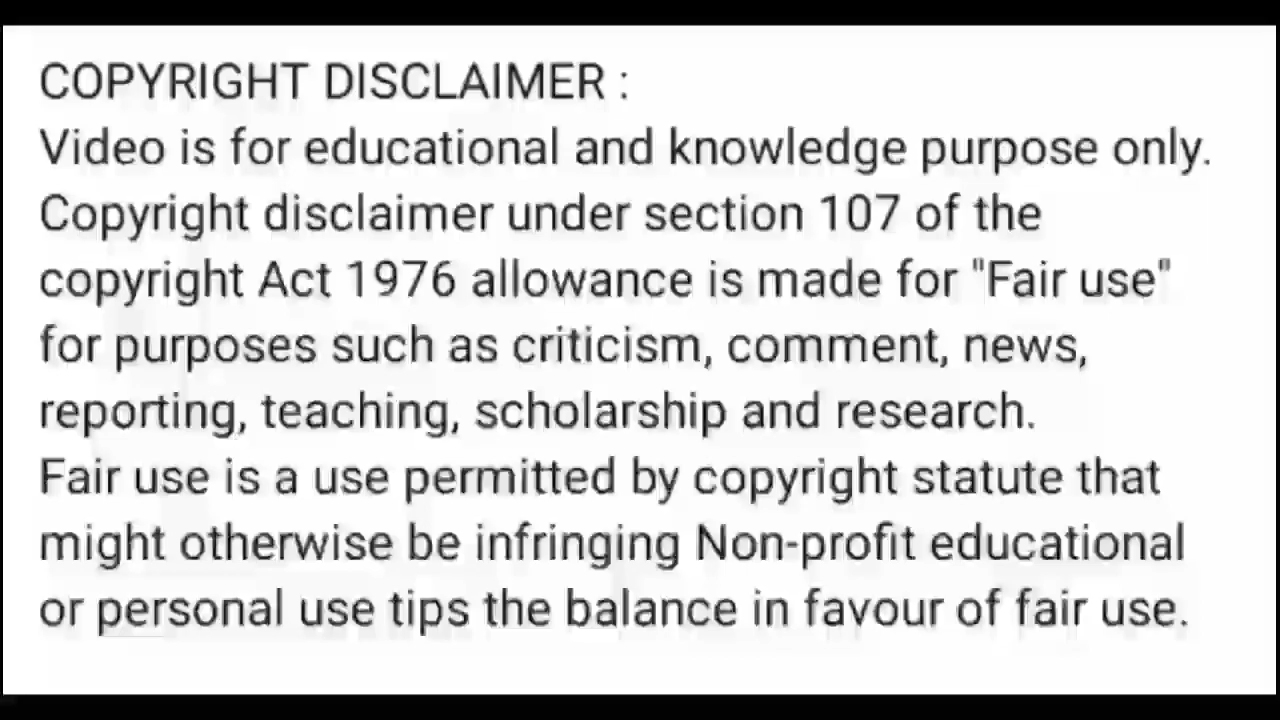 COPYRIGHT DISCLAIMER :
Video is for educational and knowledge purpose only.
Copyright disclaimer under section 107 of the
copyright Act 1976 allowance is made for "Fair use"
for purposes such as criticism, comment, news,
reporting, teaching, scholarship and research.
Fair use is a use permitted by copyright statute that
might otherwise be infringing Non-profit educational
or personal use tips the balance in favour of fair use.